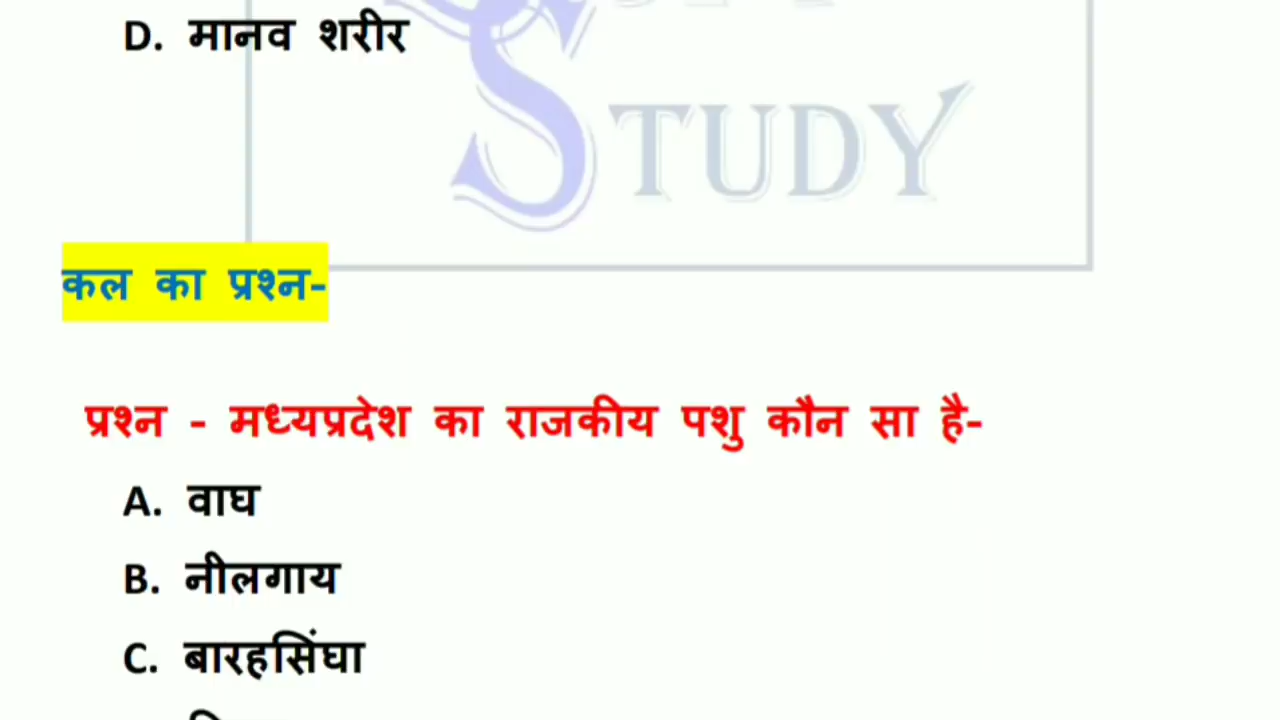 D. मानव शरीर
STUDY
कल का प्रश्न-
प्रश्न - मध्यप्रदेश का राजकीय पशु कौन सा है-
A. वाघ
B. नीलगाय
C. बारहसिंघा